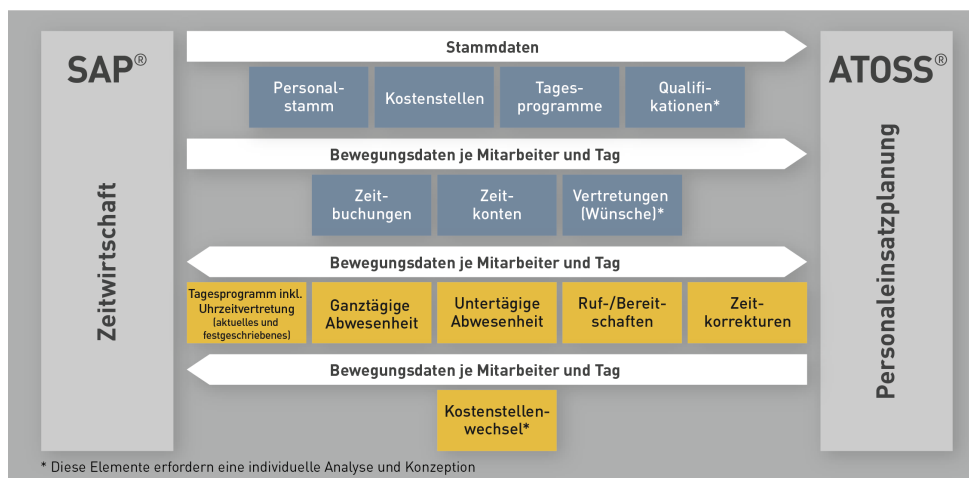 SAP®
Zeitwirtschaft
Stammdaten
Personal-
stamm
Kostenstellen
Tages-
programme
Qualifi-
kationen*
Bewegungsdaten je Mitarbeiter und Tag
Zeit-
buchungen
Zeit-
konten
Vertretungen
(Wünsche)*
Bewegungsdaten je Mitarbeiter und Tag
Tagesprogramm inkl.
Uhrzeitvertretung
(aktuelles und
festgeschriebenes)
Ganztägige
Abwesenheit
Untertägige
Abwesenheit
Ruf-/Bereit-
schaften
Zeit-
korrekturen
Bewegungsdaten je Mitarbeiter und Tag
Kostenstellen-
wechsel*
ATOSS®
Personaleinsatzplanung
* Diese Elemente erfordern eine individuelle Analyse und Konzeption